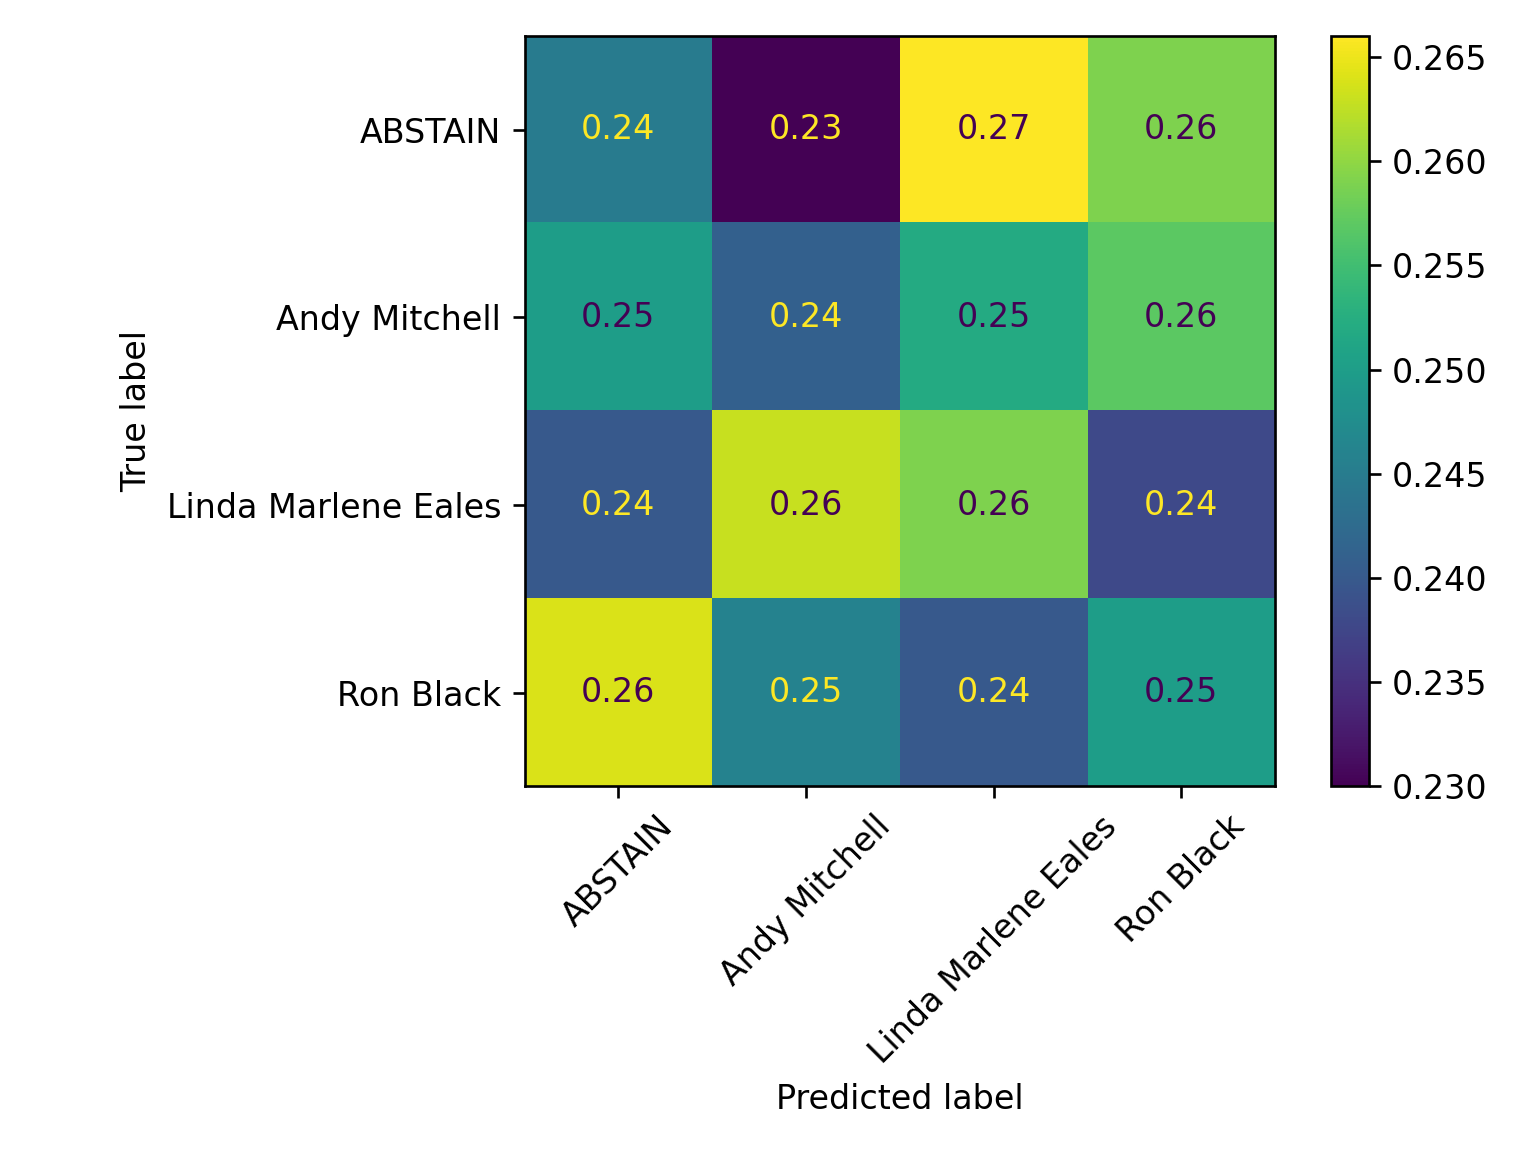 ABSTAIN
Andy Mitchell
Linda Marlene Eales
Ron Black
True label
0.24 0.23 0.27 0.26
0.25 0.24 0.25 0.26
0.24 0.26 0.26 0.24
0.26 0.25 0.24 0.25
ABSTAIN
Andy Mitchell
Linda Marlene Eales
Ron Black
Predicted label
0.265
0.260
0.255
0.250
0.245
0.240
0.235
0.230